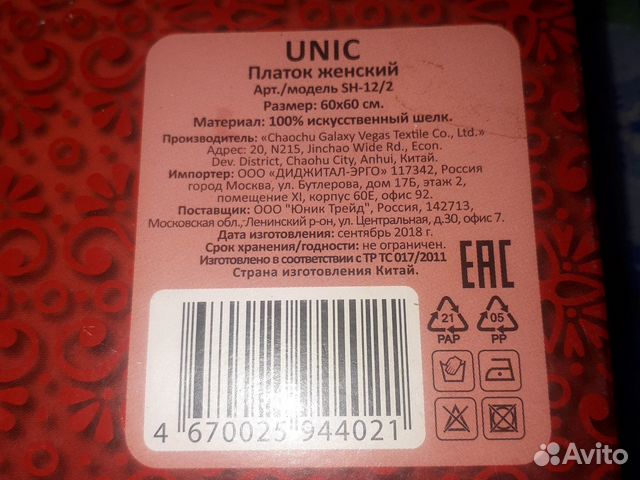 UNIC
Платок женский
Арт./модель SH-12/2
Размер: 60х60 см.
Материал: 100% искусственный шелк.
Производитель: «Chaochu Galaxy Vegas Textile Co., Ltd.»
Адрес: 20, N215, Jinchao Wide Rd., Econ.
Dev. District, Chaohu City, Anhui, Китай.
Импортер: ООО «ДИДЖИТАЛ-ЭРГО» 117342, Россия
город Москва, ул. Бутлерова, дом 17Б, этаж 2,
помещение XI, корпус 60Е, офис 92.
Поставщик: ООО "Юник Трейд", Россия, 142713,
Московская обл.,Ленинский р-он, ул. Центральная, д.30, офис 7.
Дата изготовления: сентябрь 2018 г.
Срок хранения/годности: не ограничен.
Изготовлено в соответствии с ТР ТС 017/2011
Страна изготовления Китай.
EAC
21 05
PAP PP
4 670025 944021
Avito